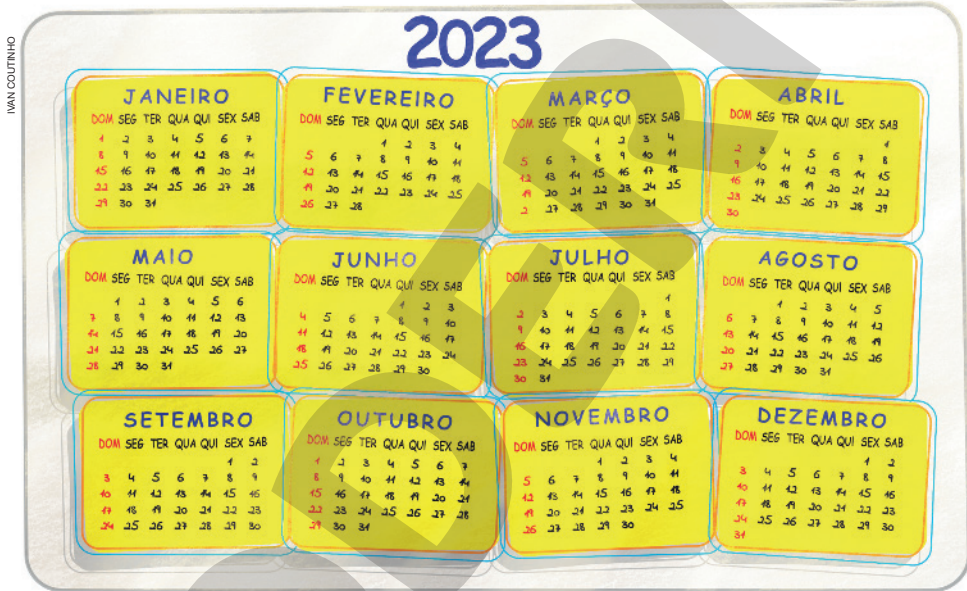 IVAN COUTINHO
2023
JANEIRO
DOM SEG TER QUA QUI SEX SAB
1 2 3 4 5 6 7
8 9 10 11 12 13 14
15 16 17 18 19 20 21
22 23 24 25 26 27 28
29 30 31
FEVEREIRO
DOM SEG TER QUA QUI SEX SAB
1 2 3 4
5 6 7 8 9 10 11
12 13 14 15 16 17 18
19 20 21 22 23 24 25
26 27 28
MARÇO
DOM SEG TER QUA QUI SEX SAB
1 2 3 4
5 6 7 8 9 10 11
12 13 14 15 16 17 18
19 20 21 22 23 24 25
2 27 28 29 30 31
ABRIL
DOM SEG TER QUA QUI SEX SAB
1
2 3 4 5 6 7 8
9 10 11 12 13 14 15
16 17 18 19 20 21 22
23 24 25 26 27 28 29
30
MAIO
DOM SEG TER QUA QUI SEX SAB
1 2 3 4 5 6
7 8 9 10 11 12 13
14 15 16 17 18 19 20
21 22 23 24 25 26 27
28 29 30 31
JUNHO
DOM SEG TER QUA QUI SEX SAB
1 2 3
4 5 6 7 8 9 10
11 12 13 14 15 16 17
18 19 20 21 22 23 24
25 26 27 28 29 30
JULHO
DOM SEG TER QUA QUI SEX SAB
1
2 3 4 5 6 7 8
9 10 11 12 13 14 15
16 17 18 19 20 21 22
23 24 25 26 27 28 29
30 31
AGOSTO
DOM SEG TER QUA QUI SEX SAB
1 2 3 4 5
6 7 8 9 10 11 12
13 14 15 16 17 18 19
20 21 22 23 24 25 26
27 28 29 30 31
SETEMBRO
DOM SEG TER QUA QUI SEX SAB
1 2
3 4 5 6 7 8 9
10 11 12 13 14 15 16
17 18 19 20 21 22 23
24 25 26 27 28 29 30
OUTUBRO
DOM SEG TER QUA QUI SEX SAB
1 2 3 4 5 6 7
8 9 10 11 12 13 14
15 16 17 18 19 20 21
22 23 24 25 26 27 28
29 30 31
NOVEMBRO
DOM SEG TER QUA QUI SEX SAB
1 2 3 4
5 6 7 8 9 10 11
12 13 14 15 16 17 18
19 20 21 22 23 24 25
26 27 28 29 30
DEZEMBRO
DOM SEG TER QUA QUI SEX SAB
1 2
3 4 5 6 7 8 9
10 11 12 13 14 15 16
17 18 19 20 21 22 23
24 25 26 27 28 29 30
31